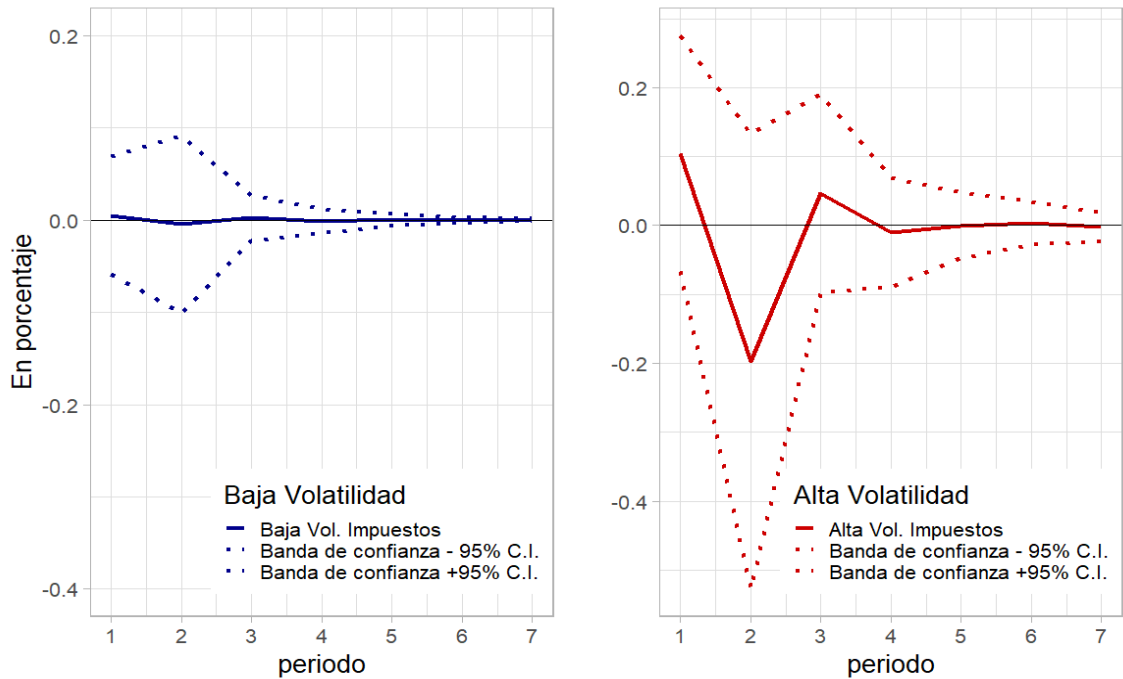 En porcentaje
0.2
0.0
-0.2
-0.4
Baja Volatilidad
Baja Vol. Impuestos
Banda de confianza - 95% C.I.
Banda de confianza +95% C.I.
1 2 3 4 5 6 7
periodo
0.2
0.0
-0.2
-0.4
Alta Volatilidad
Alta Vol. Impuestos
Banda de confianza - 95% C.I.
Banda de confianza +95% C.I.
1 2 3 4 5 6 7
periodo